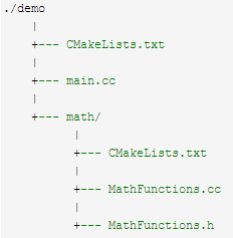 ./demo
|
+--- CMakeLists.txt
|
+--- main.cc
|
+--- math/
|
+--- CMakeLists.txt
|
+--- MathFunctions.cc
|
+--- MathFunctions.h